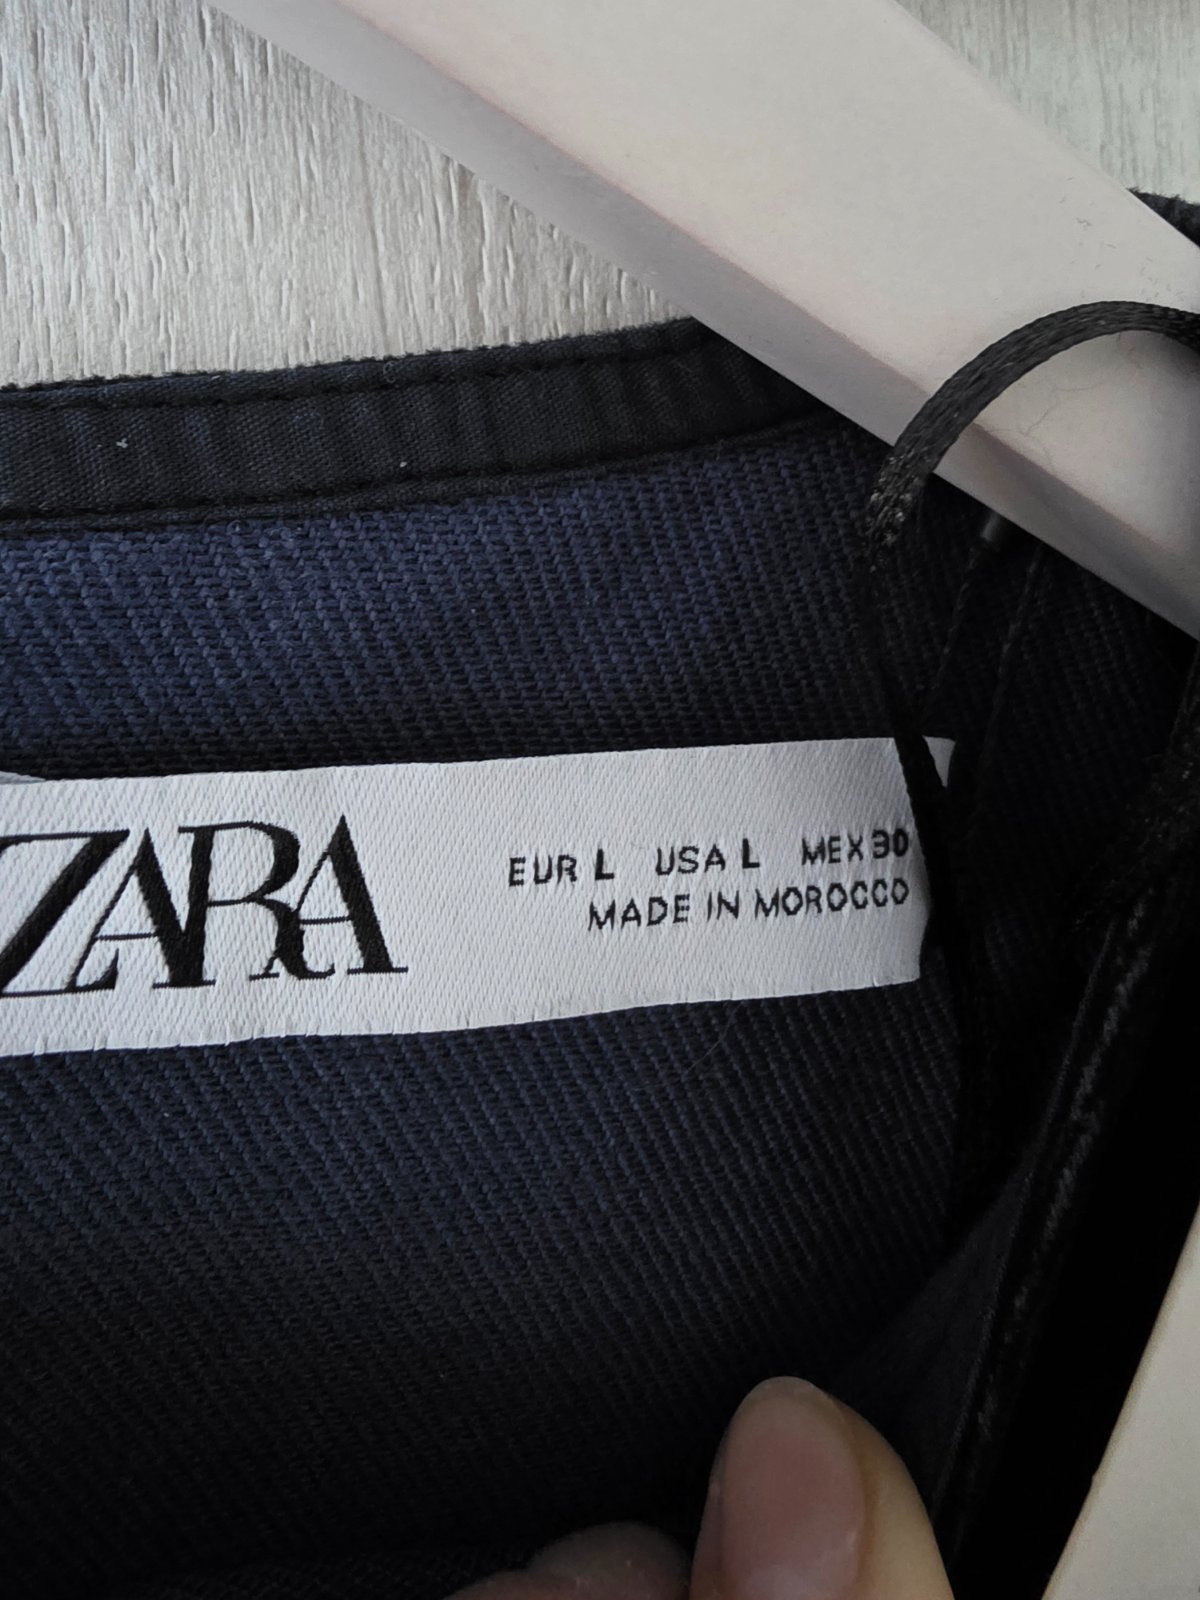 ZARA
EUR L USA L MEX 30
MADE IN MOROCCO